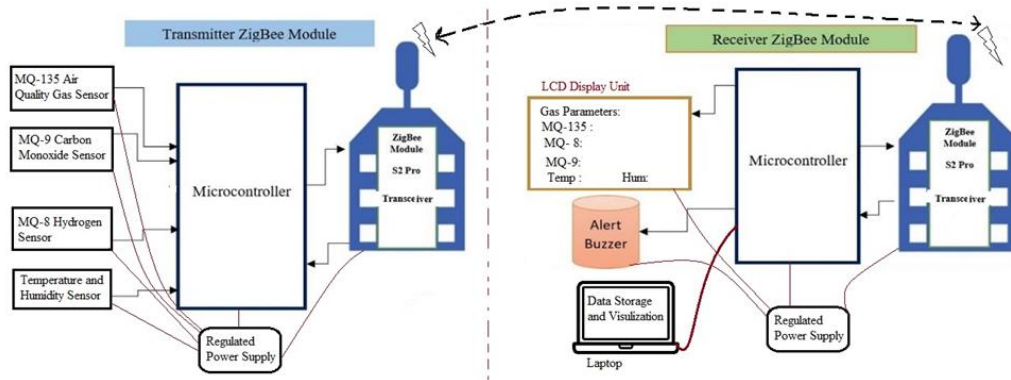 Transmitter ZigBee Module
MQ-135 Air
Quality Gas Sensor
MQ-9 Carbon
Monoxide Sensor
MQ-8 Hydrogen
Sensor
Temperature and
Humidity Sensor
Microcontroller
ZigBee
Module
S2 Pro
Transceiver
Regulated
Power Supply
Receiver ZigBee Module
LCD Display Unit
Gas Parameters:
MQ-135 :
MQ- 8:
MQ-9:
Temp : Hum:
Alert
Buzzer
Data Storage
and Visulization
Laptop
Microcontroller
ZigBee
Module
S2 Pro
Transceiver
Regulated
Power Supply